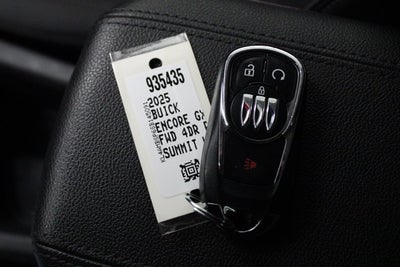 935435
2025
BUICK
ENCORE GX
FWD 4DR
SUMMIT